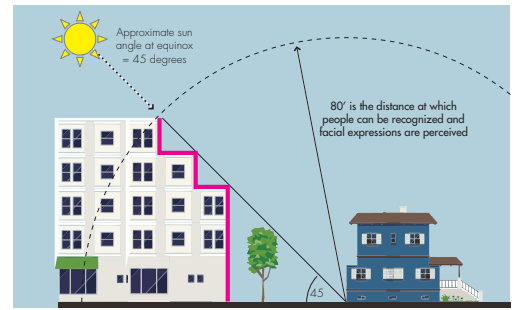 Approximate sun
angle at equinox
= 45 degrees
80’ is the distance at which
people can be recognized and
facial expressions are perceived
45